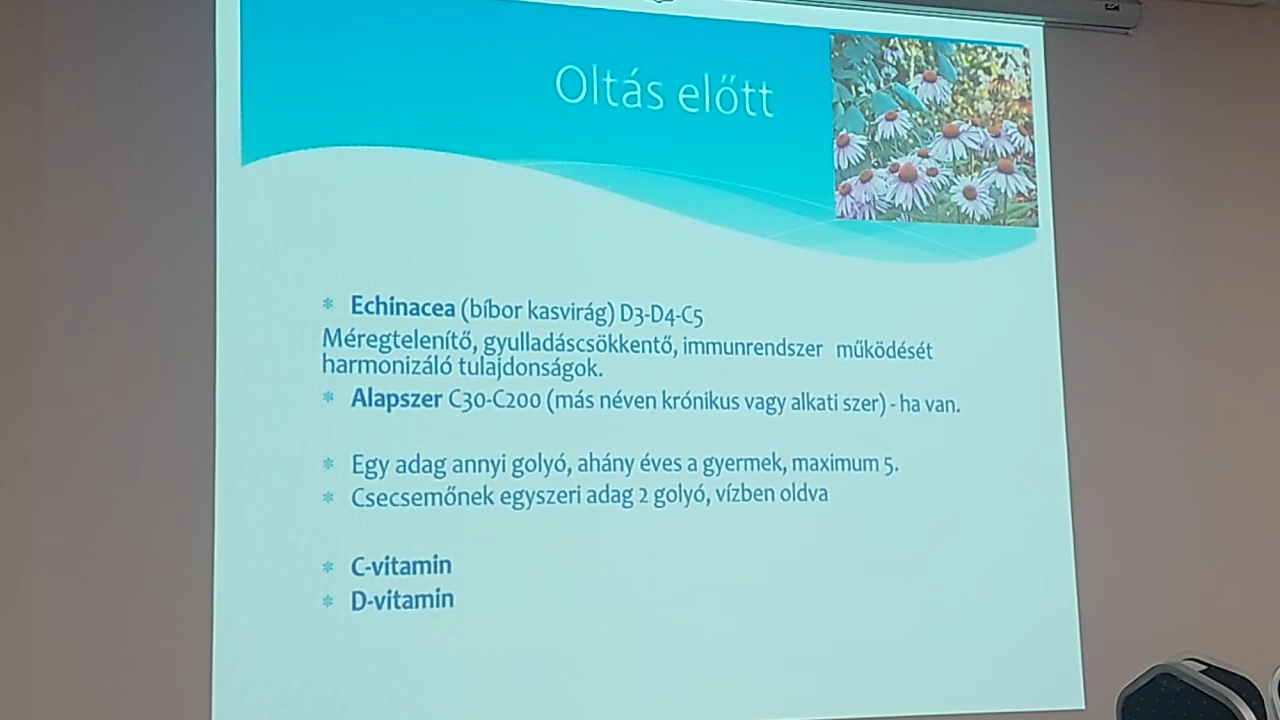 Oltás előtt
* Echinacea (bíbor kasvirág) D3-D4-C5
Méregtelenítő, gyulladáscsökkentő, immunrendszer működését
harmonizáló tulajdonságok.
* Alapszer C30-C200 (más néven krónikus vagy alkati szer) - ha van.
* Egy adag annyi golyó, ahány éves a gyermek, maximum 5.
* Csecsemőnek egyszeri adag 2 golyó, vízben oldva
* C-vitamin
* D-vitamin